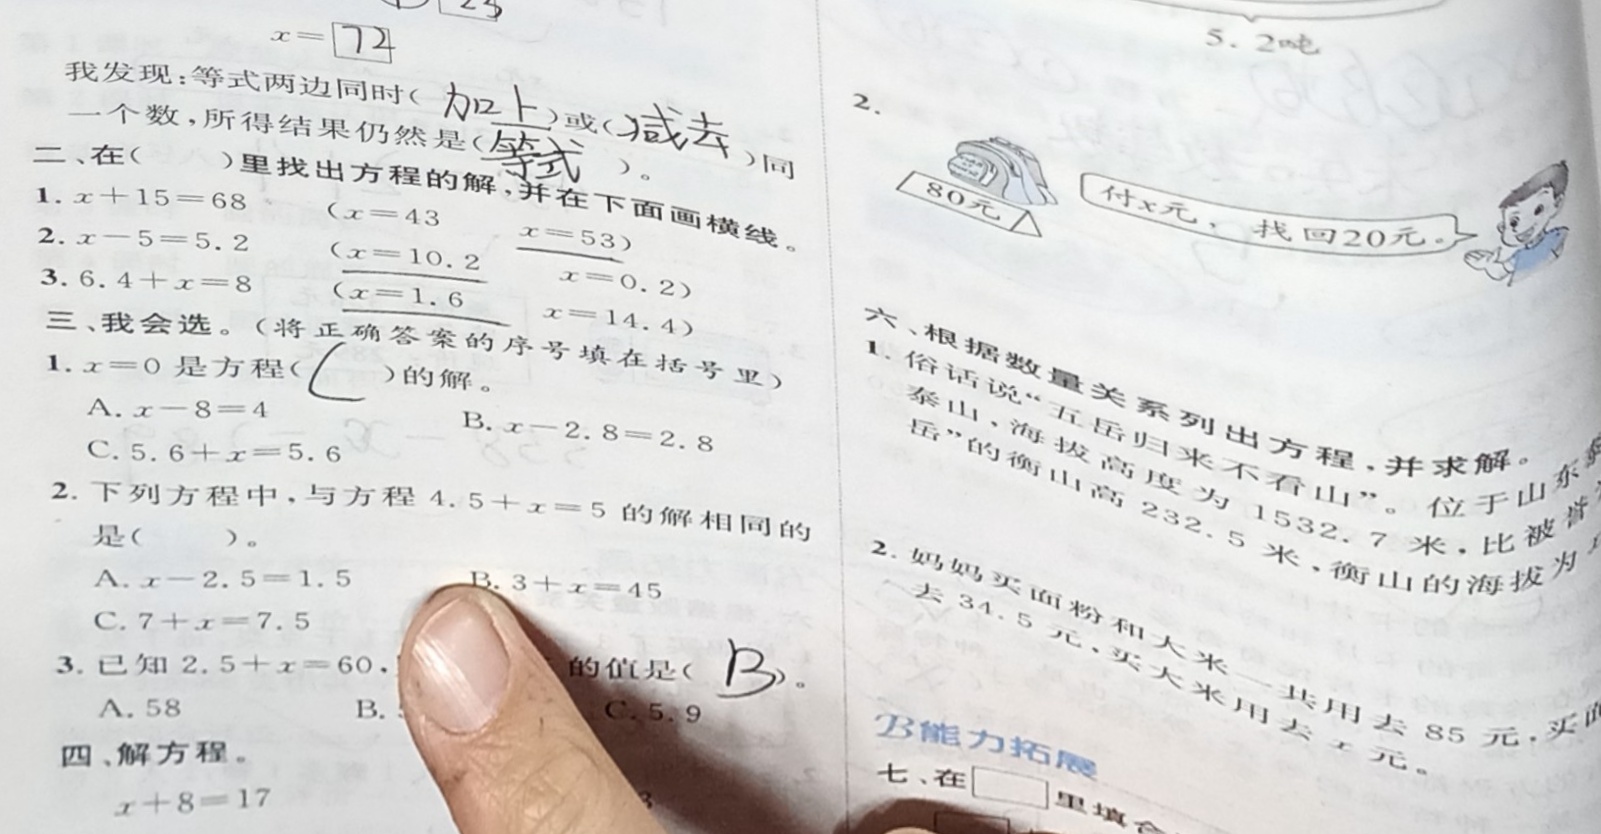 x=72
我发现:等式两边同时(加上)或(减去)同
一个数,所得结果仍然是(等式)。
二、在( )里找出方程的解,并在下面画横线。
1. x+15=68 (x=43 x=53)
2. x-5=5.2 (x=10.2 x=0.2)
3. 6.4+x=8 (x=1.6 x=14.4)
三、我会选。(将正确答案的序号填在括号里)
1. x=0 是方程(C)的解。
A. x-8=4 B. x-2.8=2.8
C. 5.6+x=5.6
2. 下列方程中,与方程 4.5+x=5 的解相同的
是( )。
A. x-2.5=1.5 B. 3+x=45
C. 7+x=7.5
3. 已知 2.5+x=60, 的值是(B)。
A. 58 B. C. 5.9
四、解方程。
x+8=17
5.2吨
2.
80元
付x元,找回20元。
六、根据数量关系列出方程,并求解。
1. 俗话说“五岳归来不看山”。位于山东
泰山,海拔高度为 1532.7 米,比被誉
岳”的衡山高 232.5 米,衡山的海拔为 x
2. 妈妈买面粉和大米一共用去 85 元,买面
去 34.5 元,买大米用去 x 元。
B能力拓展
七、在 里填合